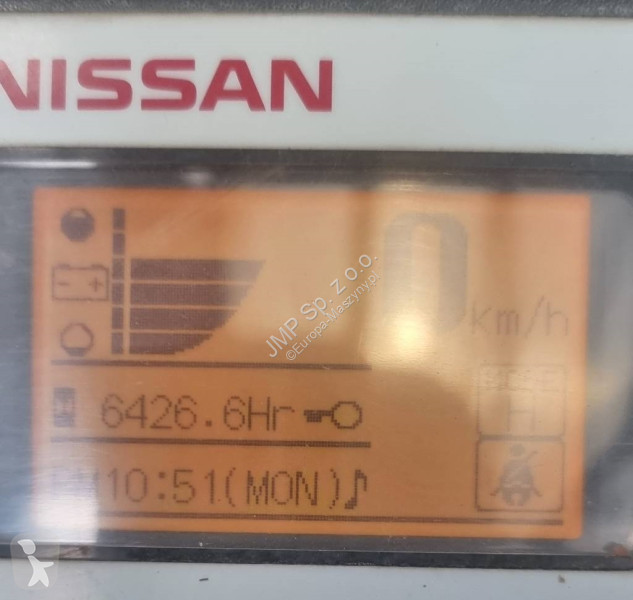 NISSAN
0 km/h
6426.6Hr
H
10:51(MON)♪
JMP Sp. z o.o.
©Europa-Maszyny.pl